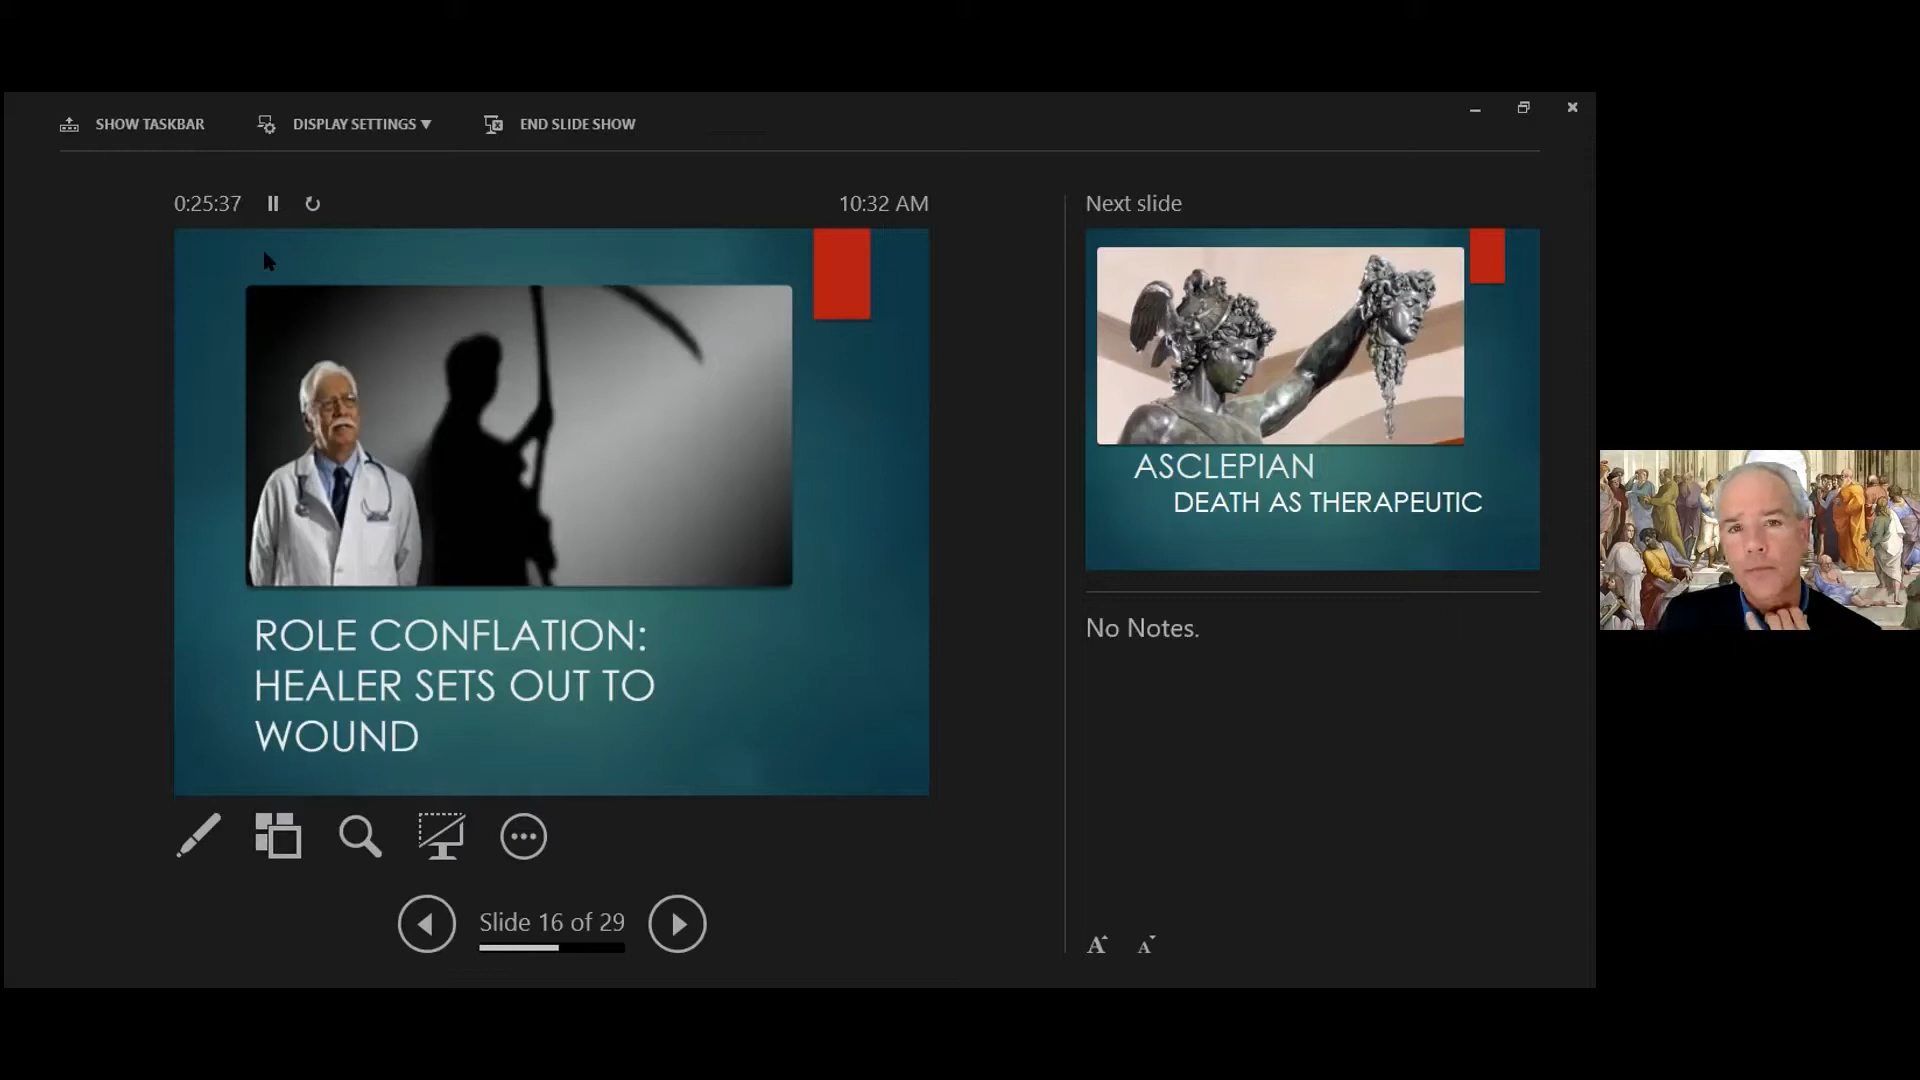 SHOW TASKBAR
DISPLAY SETTINGS
END SLIDE SHOW
0:25:37
10:32 AM
ROLE CONFLATION:
HEALER SETS OUT TO
WOUND
Slide 16 of 29
Next slide
ASCLEPIAN
DEATH AS THERAPEUTIC
No Notes.
A A